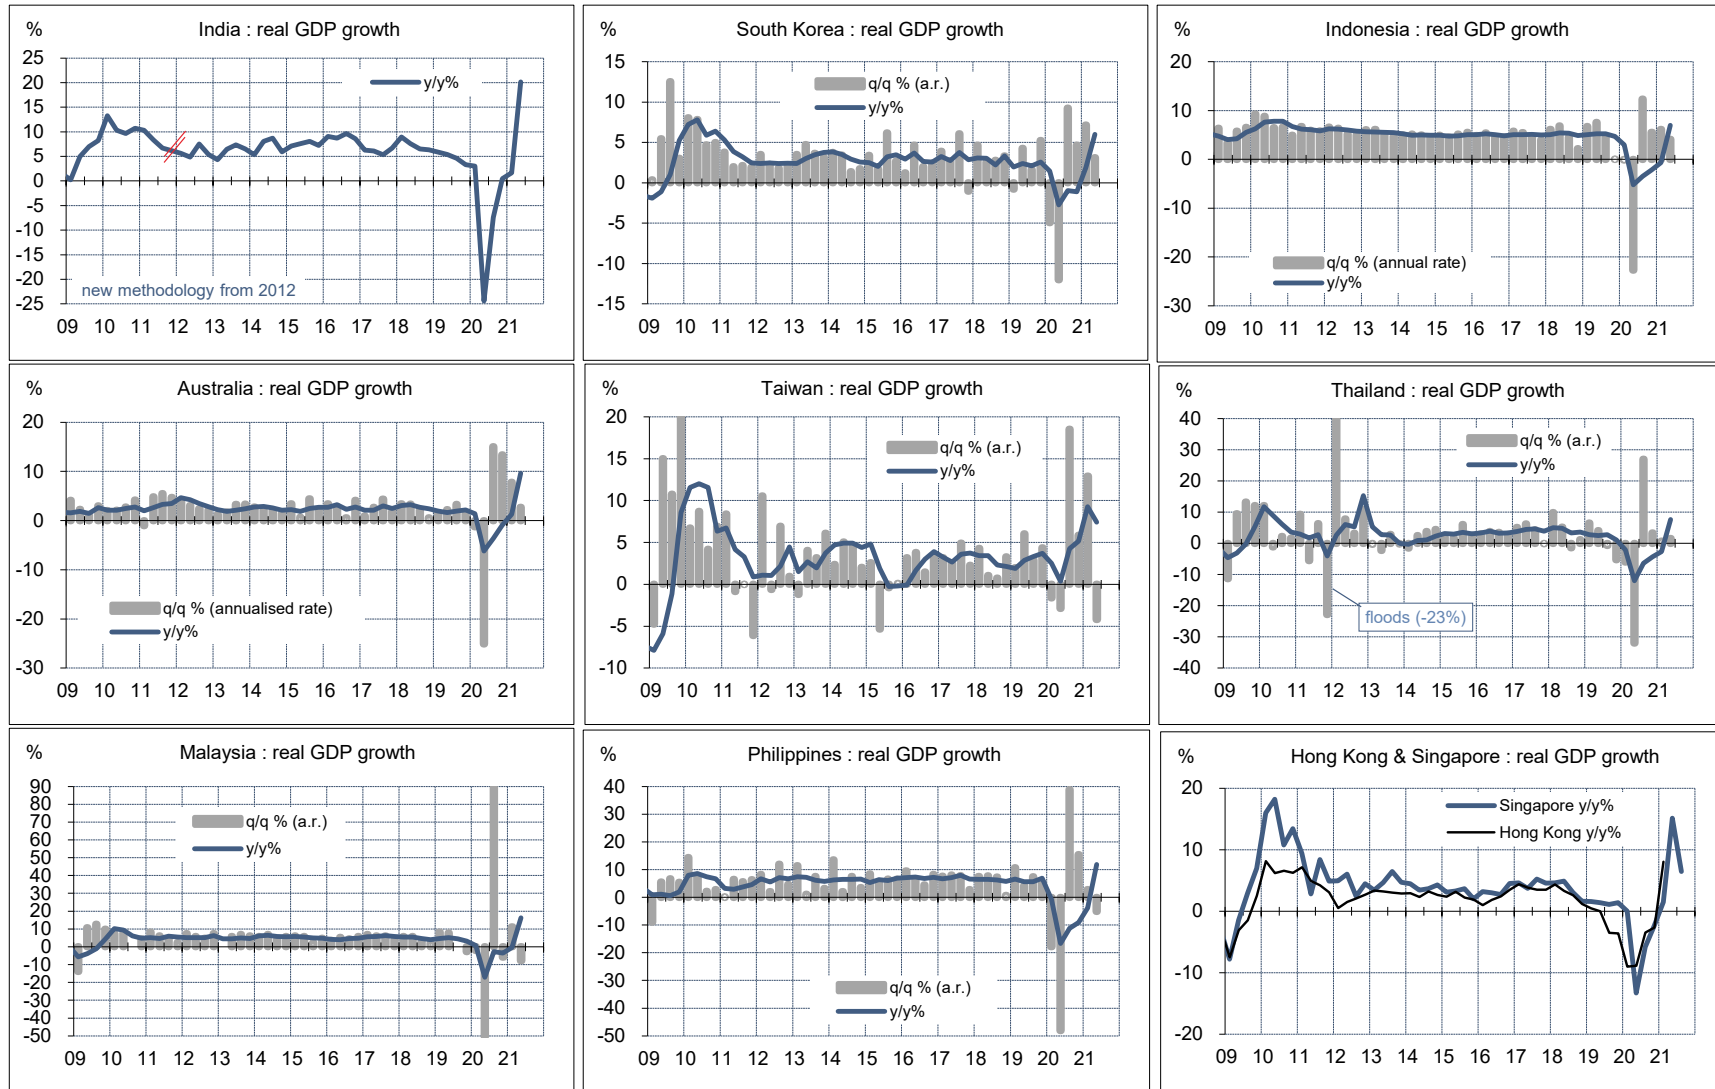 India : real GDP growth
%
25
20
15
10
5
0
-5
-10
-15
-20
-25
y/y%
new methodology from 2012
09 10 11 12 13 14 15 16 17 18 19 20 21
South Korea : real GDP growth
%
15
10
5
0
-5
-10
-15
q/q % (a.r.)
y/y%
09 10 11 12 13 14 15 16 17 18 19 20 21
Indonesia : real GDP growth
%
20
10
0
-10
-20
-30
q/q % (annual rate)
y/y%
09 10 11 12 13 14 15 16 17 18 19 20 21
Australia : real GDP growth
%
20
10
0
-10
-20
-30
q/q % (annualised rate)
y/y%
09 10 11 12 13 14 15 16 17 18 19 20 21
Taiwan : real GDP growth
%
20
15
10
5
0
-5
-10
q/q % (a.r.)
y/y%
09 10 11 12 13 14 15 16 17 18 19 20 21
Thailand : real GDP growth
%
40
30
20
10
0
-10
-20
-30
-40
q/q % (a.r.)
y/y%
floods (-23%)
09 10 11 12 13 14 15 16 17 18 19 20 21
Malaysia : real GDP growth
%
90
80
70
60
50
40
30
20
10
0
-10
-20
-30
-40
-50
q/q % (a.r.)
y/y%
09 10 11 12 13 14 15 16 17 18 19 20 21
Philippines : real GDP growth
%
40
30
20
10
0
-10
-20
-30
-40
-50
q/q % (a.r.)
y/y%
09 10 11 12 13 14 15 16 17 18 19 20 21
Hong Kong & Singapore : real GDP growth
%
20
10
0
-10
-20
Singapore y/y%
Hong Kong y/y%
09 10 11 12 13 14 15 16 17 18 19 20 21